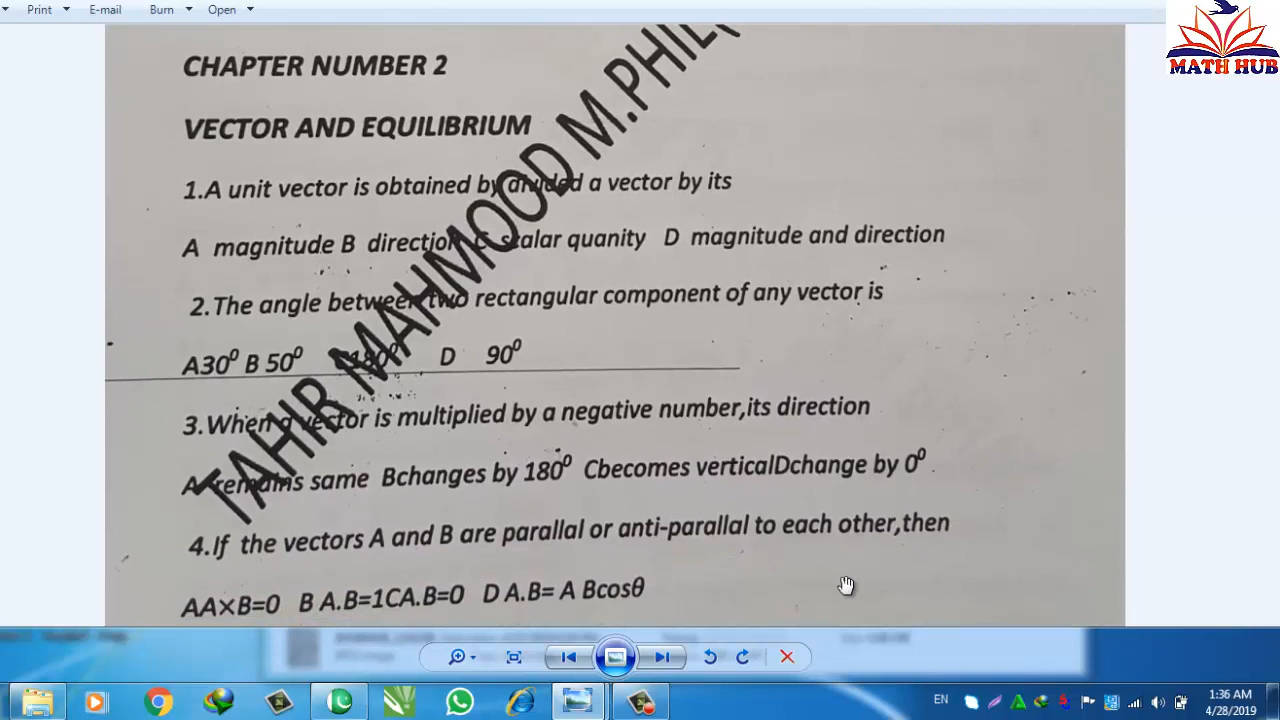 Print E-mail Burn Open
MATH HUB
CHAPTER NUMBER 2
VECTOR AND EQUILIBRIUM
1.A unit vector is obtained by divided a vector by its
A magnitude B direction C scalar quanity D magnitude and direction
2.The angle between two rectangular component of any vector is
A30⁰ B 50⁰ C180⁰ D 90⁰
3.When a vector is multiplied by a negative number,its direction
A remains same Bchanges by 180⁰ Cbecomes verticalDchange by 0⁰
4.If the vectors A and B are parallal or anti-parallal to each other,then
AA×B=0 B A.B=1CA.B=0 D A.B= A Bcosθ
TAHIR MAHMOOD M.PHIL
EN 1:36 AM
4/28/2019